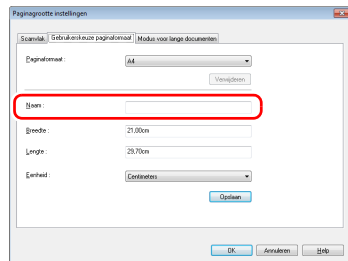 Paginagrootte instellingen
Scanvlak Gebruikerskeuze paginaformaat Modus voor lange documenten
Paginaformaat : A4
Verwijderen
Naam :
Breedte : 21,00cm
Lengte : 29,70cm
Eenheid : Centimeters
Opslaan
OK Annuleren Help